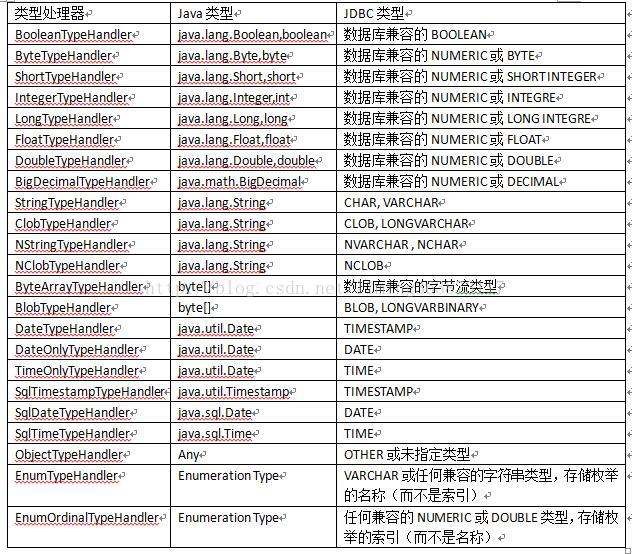 类型处理器 Java 类型 JDBC 类型
BooleanTypeHandler java.lang.Boolean,boolean 数据库兼容的 BOOLEAN
ByteTypeHandler java.lang.Byte,byte 数据库兼容的 NUMERIC 或 BYTE
ShortTypeHandler java.lang.Short,short 数据库兼容的 NUMERIC 或 SHORT INTEGER
IntegerTypeHandler java.lang.Integer,int 数据库兼容的 NUMERIC 或 INTEGRE
LongTypeHandler java.lang.Long,long 数据库兼容的 NUMERIC 或 LONG INTEGRE
FloatTypeHandler java.lang.Float,float 数据库兼容的 NUMERIC 或 FLOAT
DoubleTypeHandler java.lang.Double,double 数据库兼容的 NUMERIC 或 DOUBLE
BigDecimalTypeHandler java.math.BigDecimal 数据库兼容的 NUMERIC 或 DECIMAL
StringTypeHandler java.lang.String CHAR, VARCHAR
ClobTypeHandler java.lang.String CLOB, LONGVARCHAR
NStringTypeHandler java.lang.String NVARCHAR , NCHAR
NClobTypeHandler java.lang.String NCLOB
ByteArrayTypeHandler byte[] 数据库兼容的字节流类型
BlobTypeHandler byte[] BLOB, LONGVARBINARY
DateTypeHandler java.util.Date TIMESTAMP
DateOnlyTypeHandler java.util.Date DATE
TimeOnlyTypeHandler java.util.Date TIME
SqlTimestampTypeHandler java.util.Timestamp TIMESTAMP
SqlDateTypeHandler java.sql.Date DATE
SqlTimeTypeHandler java.sql.Time TIME
ObjectTypeHandler Any OTHER 或未指定类型
EnumTypeHandler Enumeration Type VARCHAR 或任何兼容的字符串类型，存储枚举
的名称（而不是索引）
EnumOrdinalTypeHandler Enumeration Type 任何兼容的 NUMERIC 或 DOUBLE 类型，存储枚
举的索引（而不是名称）